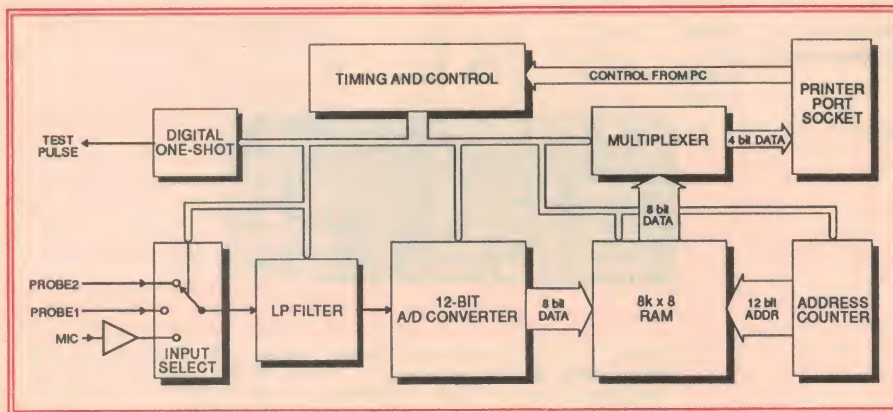 TIMING AND CONTROL
CONTROL FROM PC
PRINTER
PORT
SOCKET
TEST
PULSE
DIGITAL
ONE-SHOT
MULTIPLEXER
4 bit DATA
8 bit
DATA
PROBE2
PROBE1
MIC
INPUT
SELECT
LP FILTER
12-BIT
A/D CONVERTER
8 bit
DATA
8k x 8
RAM
12 bit
ADDR
ADDRESS
COUNTER